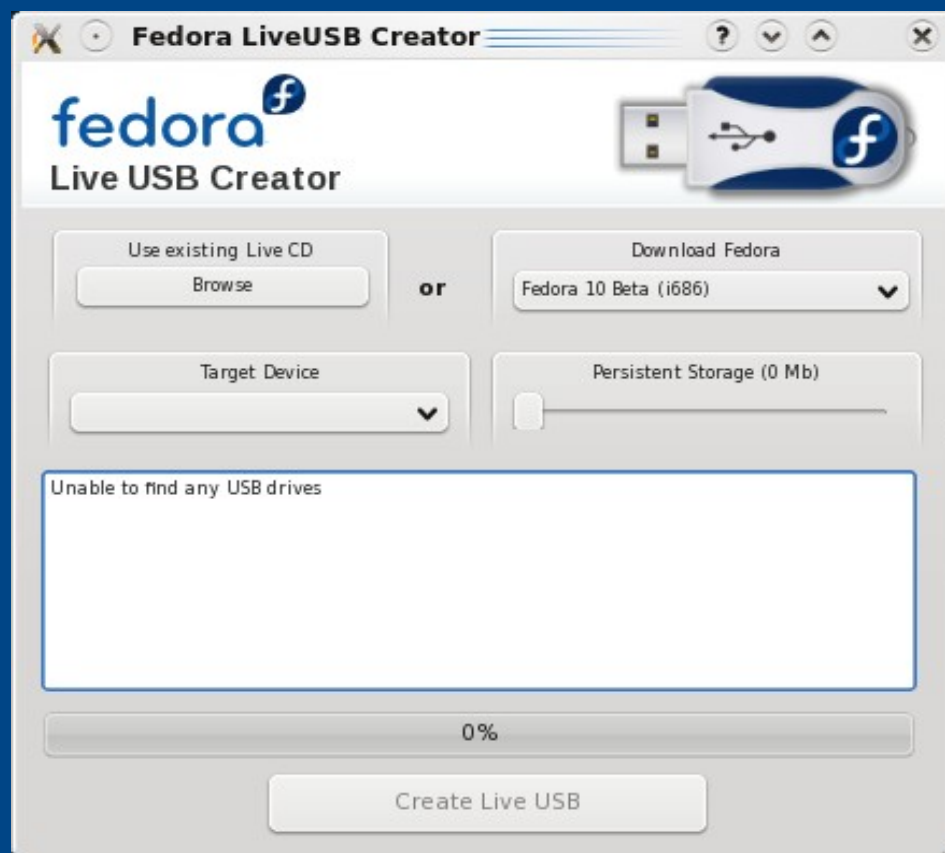 Fedora LiveUSB Creator
?
fedora
Live USB Creator
Use existing Live CD
Browse
or
Download Fedora
Fedora 10 Beta (i686)
Target Device
Persistent Storage (0 Mb)
Unable to find any USB drives
0%
Create Live USB